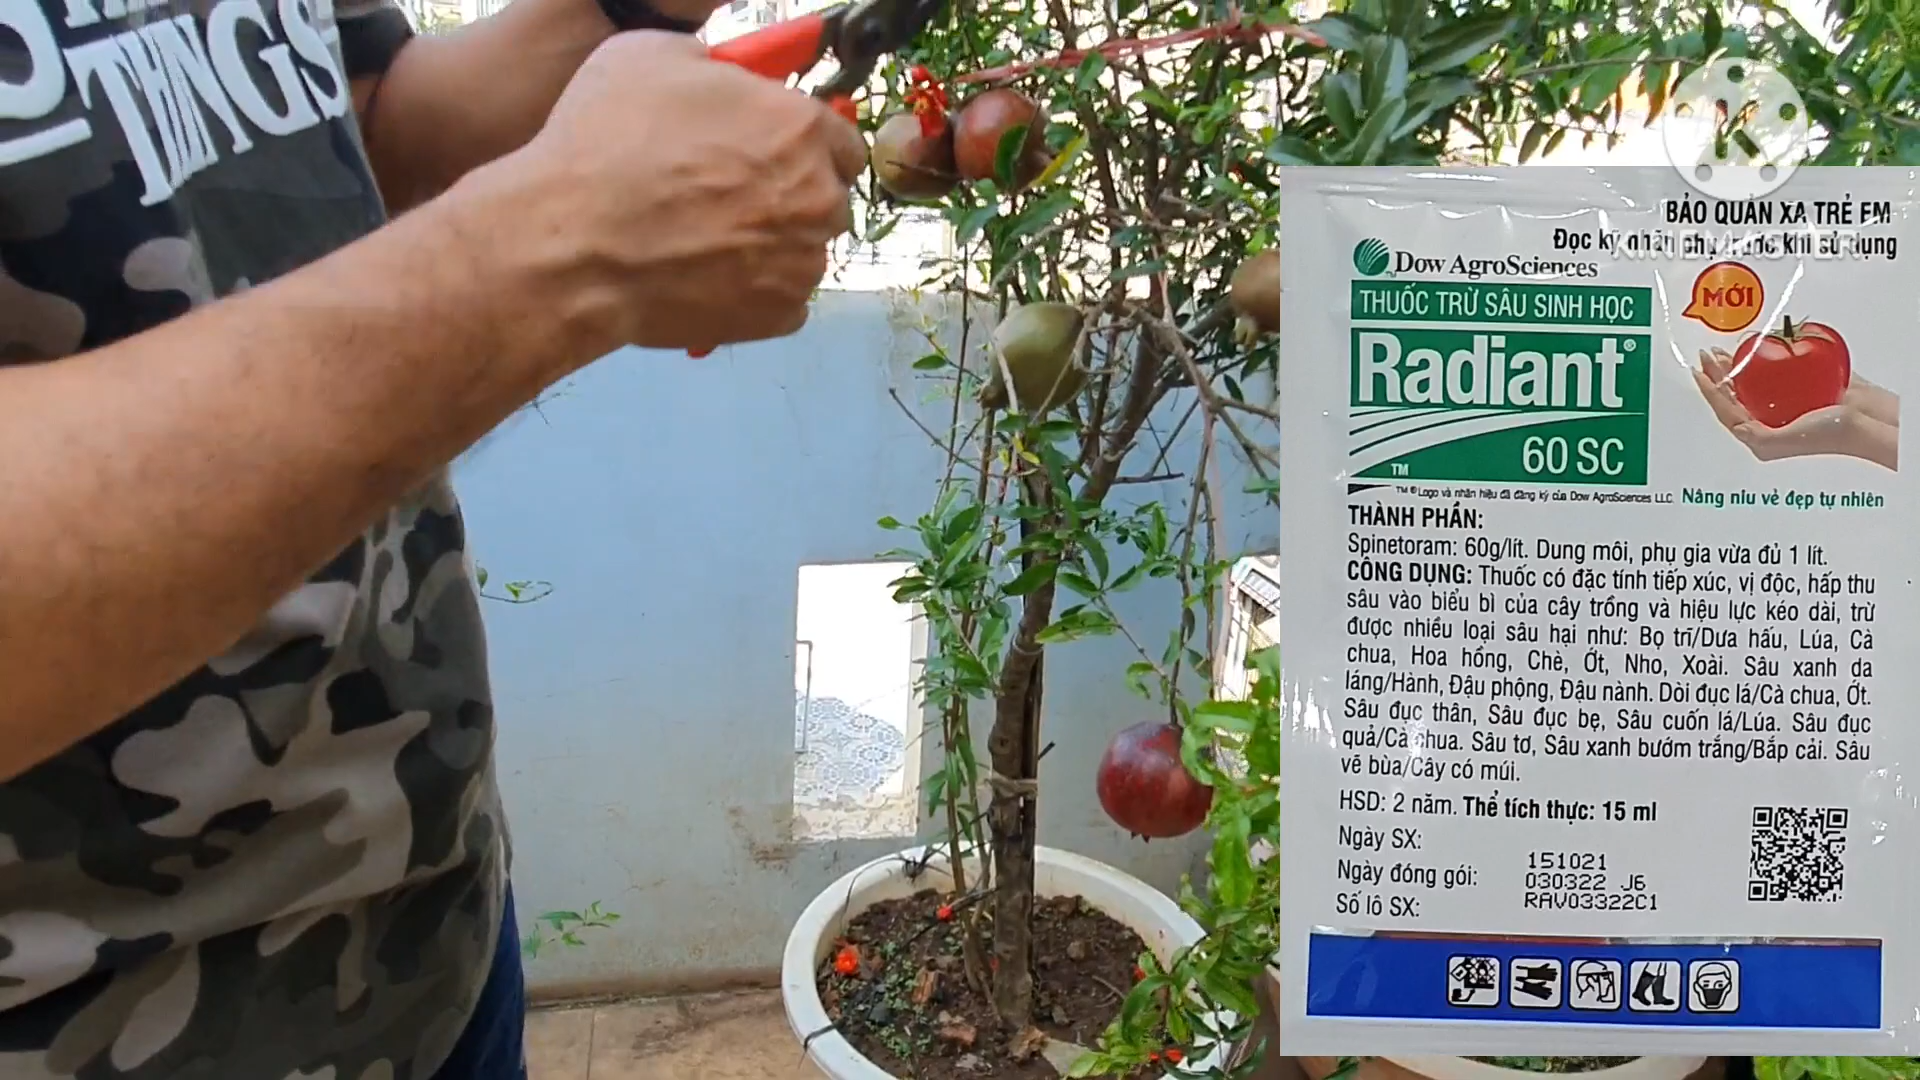 THINGS
BẢO QUẢN XA TRẺ EM
Đọc kỹ nhãn phụ trước khi sử dụng
KINEMASTER
Dow AgroSciences
THUỐC TRỪ SÂU SINH HỌC
MỚI
Radiant®
60 SC
TM
TM ® Logo và nhãn hiệu đã đăng ký của Dow AgroSciences LLC.
Nâng niu vẻ đẹp tự nhiên
THÀNH PHẦN:
Spinetoram: 60g/lít. Dung môi, phụ gia vừa đủ 1 lít.
CÔNG DỤNG: Thuốc có đặc tính tiếp xúc, vị độc, hấp thu
sâu vào biểu bì của cây trồng và hiệu lực kéo dài, trừ
được nhiều loại sâu hại như: Bọ trĩ/Dưa hấu, Lúa, Cà
chua, Hoa hồng, Chè, Ớt, Nho, Xoài. Sâu xanh da
láng/Hành, Đậu phộng, Đậu nành. Dòi đục lá/Cà chua, Ớt.
Sâu đục thân, Sâu đục bẹ, Sâu cuốn lá/Lúa. Sâu đục
quả/Cà chua. Sâu tơ, Sâu xanh bướm trắng/Bắp cải. Sâu
vẽ bùa/Cây có múi.
HSD: 2 năm. Thể tích thực: 15 ml
Ngày SX: 151021
Ngày đóng gói: 030322 J6
Số lô SX: RAV03322C1